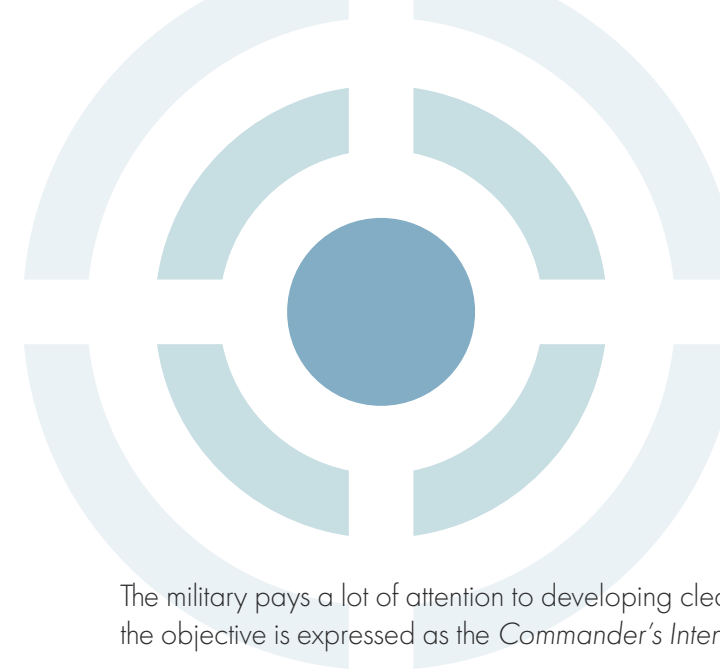 The military pays a lot of attention to developing
the objective is expressed as the Commander's